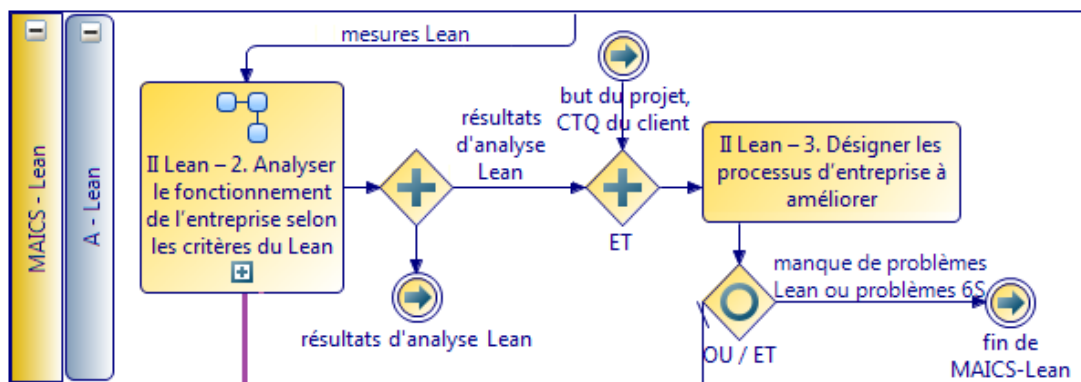 MAICS - Lean
A - Lean
mesures Lean
II Lean – 2. Analyser
le fonctionnement
de l'entreprise selon
les critères du Lean
résultats d'analyse Lean
résultats
d'analyse
Lean
but du projet,
CTQ du client
ET
II Lean – 3. Désigner les
processus d'entreprise à
améliorer
OU / ET
manque de problèmes
Lean ou problèmes 6S
fin de
MAICS-Lean